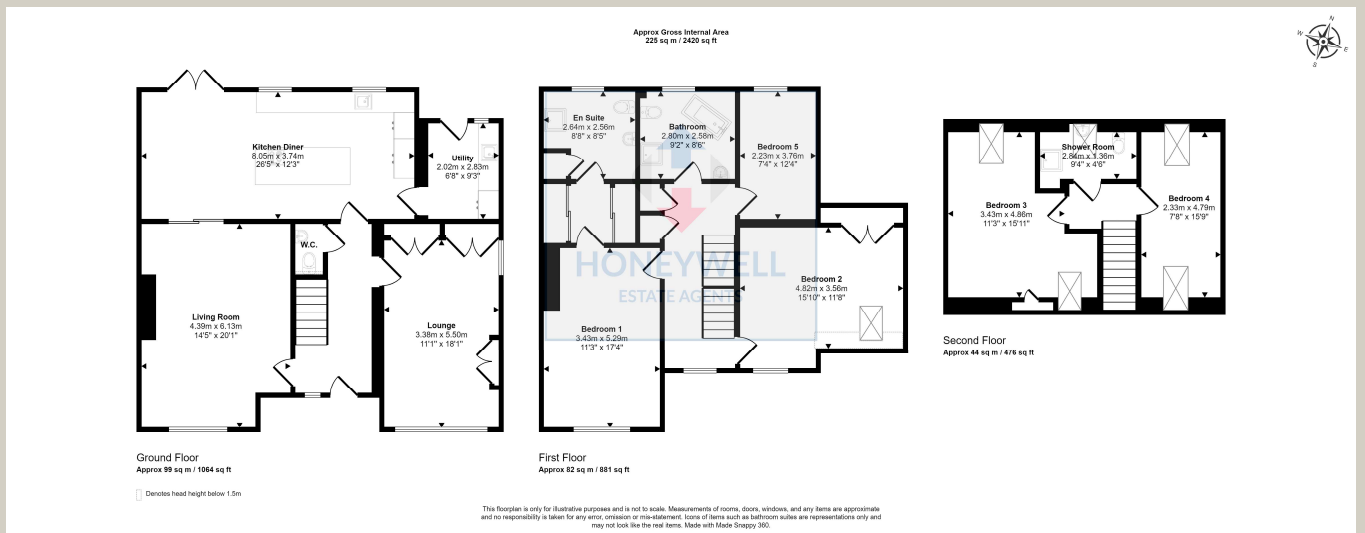 Approx Gross Internal Area
225 sq m / 2420 sq ft
N
W
E
S
Kitchen Diner
8.05m x 3.74m
26'5" x 12'3"
Utility
2.02m x 2.83m
6'8" x 9'3"
W.C.
Living Room
4.39m x 6.13m
14'5" x 20'1"
Lounge
3.38m x 5.50m
11'1" x 18'1"
Ground Floor
Approx 99 sq m / 1064 sq ft
Denotes head height below 1.5m
En Suite
2.64m x 2.56m
8'8" x 8'5"
Bathroom
2.80m x 2.58m
9'2" x 8'6"
Bedroom 5
2.23m x 3.76m
7'4" x 12'4"
HONEYWELL
ESTATE AGENTS
Bedroom 2
4.82m x 3.56m
15'10" x 11'8"
Bedroom 1
3.43m x 5.29m
11'3" x 17'4"
First Floor
Approx 82 sq m / 881 sq ft
Shower Room
2.84m x 1.36m
9'4" x 4'6"
Bedroom 3
3.43m x 4.86m
11'3" x 15'11"
Bedroom 4
2.33m x 4.79m
7'8" x 15'9"
Second Floor
Approx 44 sq m / 476 sq ft
This floorplan is only for illustrative purposes and is not to scale. Measurements of rooms, doors, windows, and any items are approximate
and no responsibility is taken for any error, omission or mis-statement. Icons of items such as bathroom suites are representations only and
may not look like the real items. Made with Made Snappy 360.